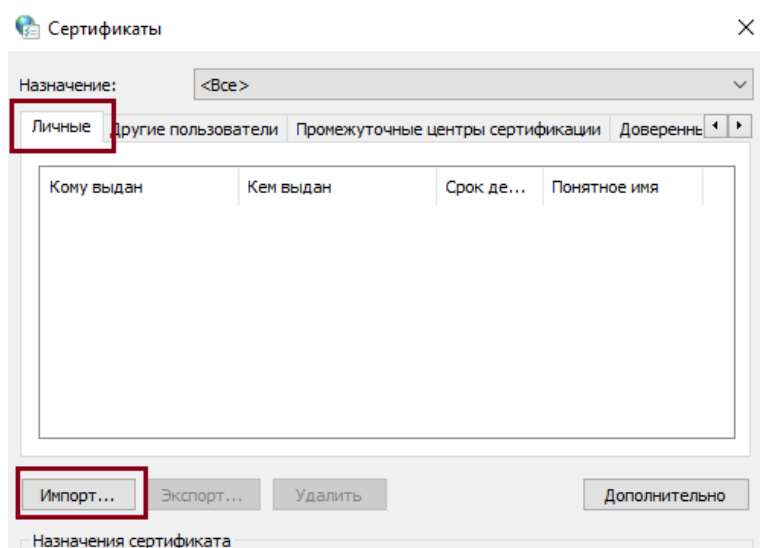 Сертификаты
Назначение: <Все>
Личные Другие пользователи Промежуточные центры сертификации Доверенны
Кому выдан Кем выдан Срок де... Понятное имя
Импорт... Экспорт... Удалить Дополнительно
Назначения сертификата